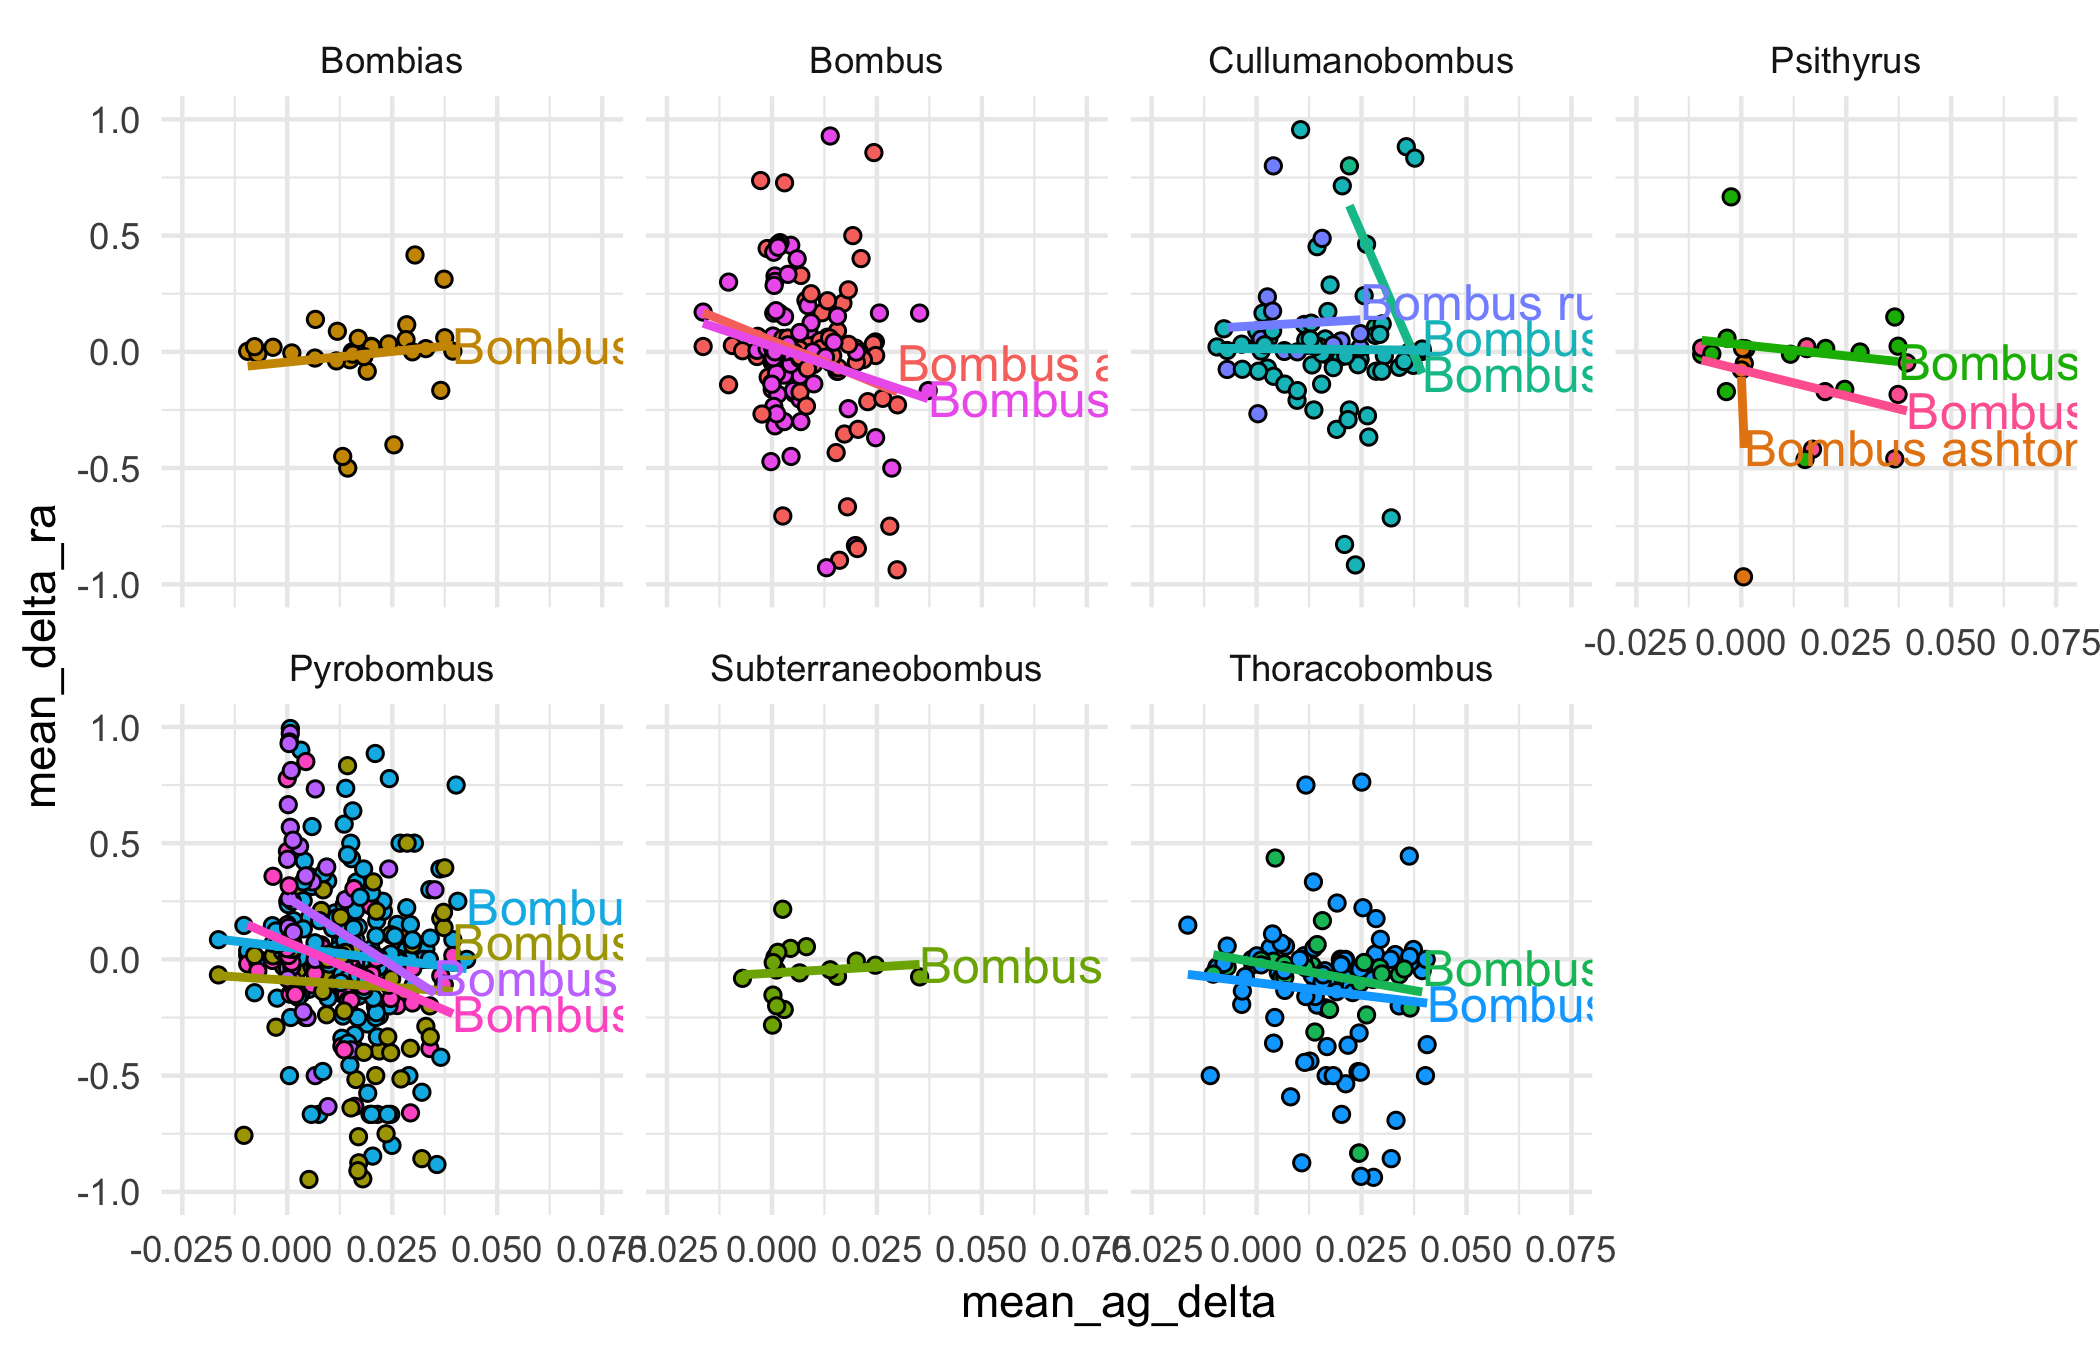 Bombias
Bombus
Cullumanobombus
Psithyrus
1.0
0.5
0.0
-0.5
-1.0
Bombus
Bombus a
Bombus
Bombus ru
Bombus
Bombus
Bombus
Bombus
Bombus ashtor
-0.025 0.000 0.025 0.050 0.075
mean_delta_ra
Pyrobombus
Subterraneobombus
Thoracobombus
1.0
0.5
0.0
-0.5
-1.0
Bombu
Bombus
Bombus
Bombus
Bombus
Bombus
Bombus
-0.025 0.000 0.025 0.050 0.075
0.025 0.000 0.025 0.050 0.075
0.025 0.000 0.025 0.050 0.075
mean_ag_delta